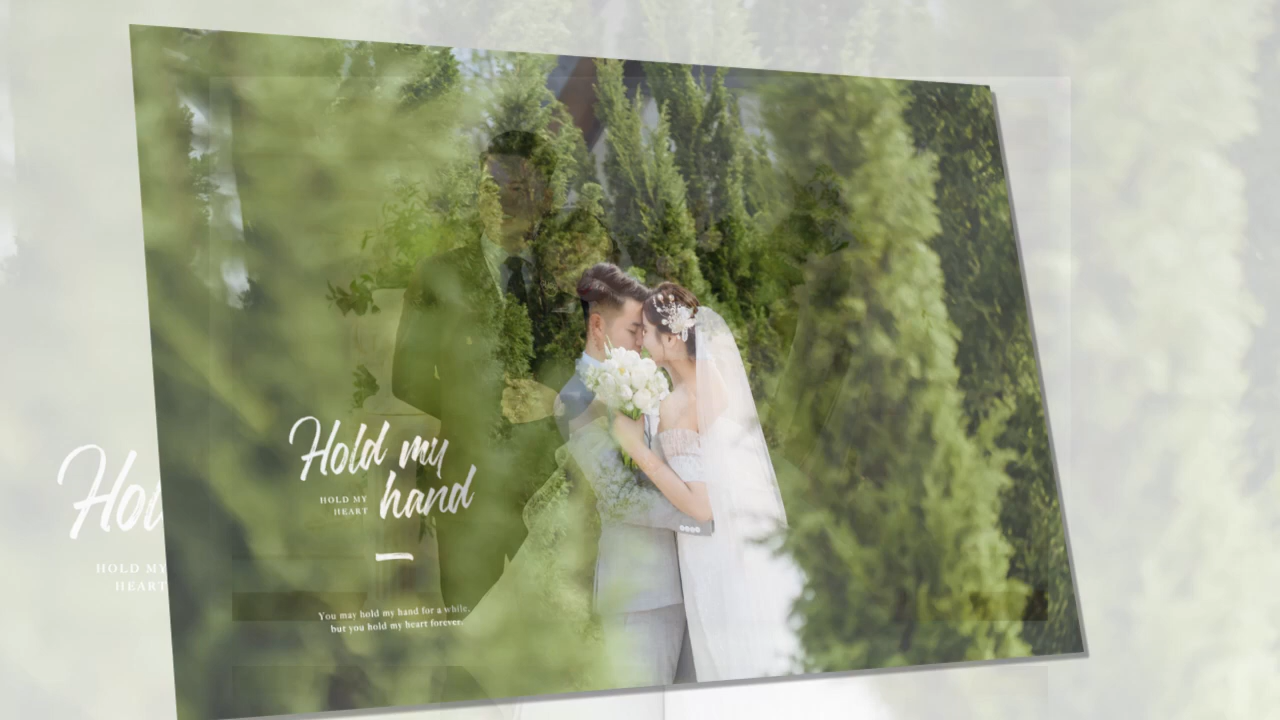 Hold my
hand
HOLD MY
HEART
You may hold my hand for a while,
but you hold my heart forever.
Hol
HOLD MY
HEART